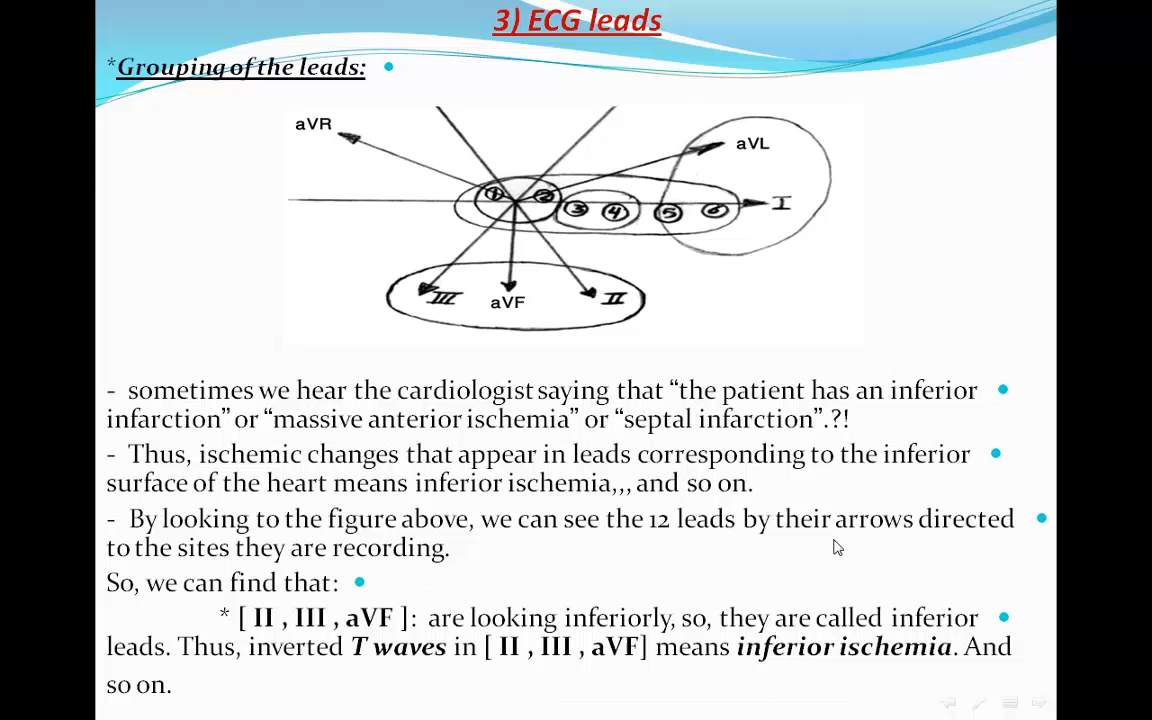 3) ECG leads
*Grouping of the leads:
aVR
aVL
1 2 3 4 5 6
I
III aVF II
- sometimes we hear the cardiologist saying that “the patient has an inferior
infarction” or “massive anterior ischemia” or “septal infarction”.?!
- Thus, ischemic changes that appear in leads corresponding to the inferior
surface of the heart means inferior ischemia,,, and so on.
- By looking to the figure above, we can see the 12 leads by their arrows directed
to the sites they are recording.
So, we can find that:
* [ II , III , aVF ]: are looking inferiorly, so, they are called inferior
leads. Thus, inverted T waves in [ II , III , aVF] means inferior ischemia. And
so on.